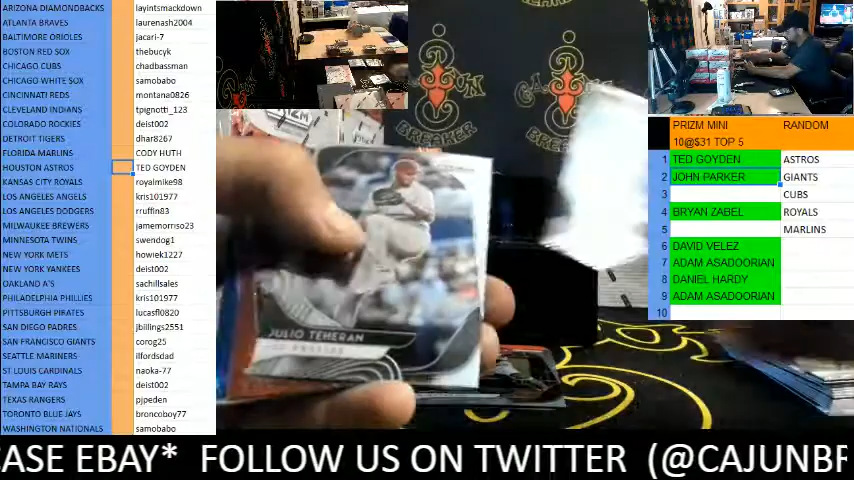 ARIZONA DIAMONDBACKS layintsmackdown
ATLANTA BRAVES laurenash2004
BALTIMORE ORIOLES jacari-7
BOSTON RED SOX thebucyk
CHICAGO CUBS chadbassman
CHICAGO WHITE SOX samobabo
CINCINNATI REDS montana0826
CLEVELAND INDIANS tpignotti_123
COLORADO ROCKIES deist002
DETROIT TIGERS dhar8267
FLORIDA MARLINS CODY HUTH
HOUSTON ASTROS TED GOYDEN
KANSAS CITY ROYALS royalmike98
LOS ANGELES ANGELS kris101977
LOS ANGELES DODGERS rruffin83
MILWAUKEE BREWERS jamemorriso23
MINNESOTA TWINS swendog1
NEW YORK METS howiek1227
NEW YORK YANKEES deist002
OAKLAND A'S sachillsales
PHILADELPHIA PHILLIES kris101977
PITTSBURGH PIRATES lucasfl0820
SAN DIEGO PADRES jbillings2551
SAN FRANCISCO GIANTS corog25
SEATTLE MARINERS ilfordsdad
ST LOUIS CARDINALS naoka-77
TAMPA BAY RAYS deist002
TEXAS RANGERS pjpeden
TORONTO BLUE JAYS broncoboy77
WASHINGTON NATIONALS samobabo
JULIO TEHERAN
BREAKER
PRIZM MINI RANDOM
10@$31 TOP 5
1 TED GOYDEN ASTROS
2 JOHN PARKER GIANTS
3 CUBS
4 BRYAN ZABEL ROYALS
5 MARLINS
6 DAVID VELEZ
7 ADAM ASADOORIAN
8 DANIEL HARDY
9 ADAM ASADOORIAN
10
CASE EBAY* FOLLOW US ON TWITTER (@CAJUNBR